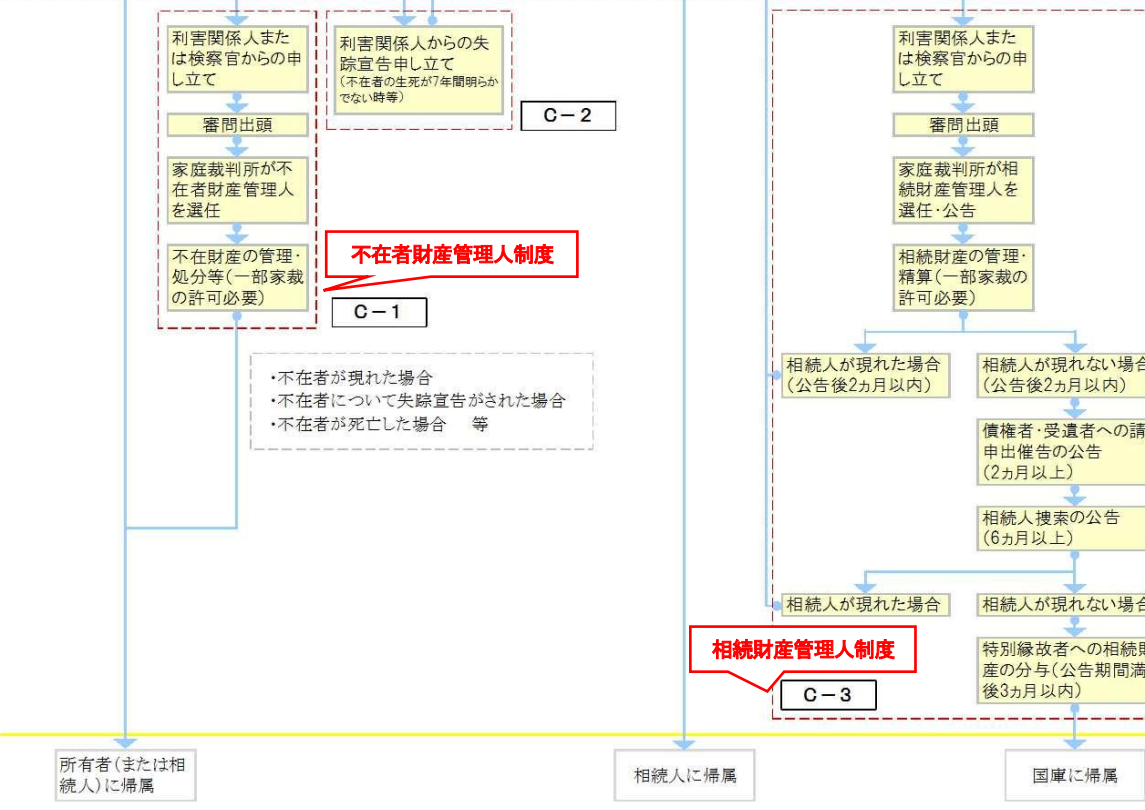 利害関係人また
は検察官からの申
し立て
審問出頭
家庭裁判所が不
在者財産管理人
を選任
不在財産の管理・
処分等(一部家裁
の許可必要)
利害関係人からの失
踪宣告申し立て
(不在者の生死が7年間明らか
でない時等)
C-2
不在者財産管理人制度
C-1
・不在者が現れた場合
・不在者について失踪宣告がされた場合
・不在者が死亡した場合 等
利害関係人また
は検察官からの申
し立て
審問出頭
家庭裁判所が相
続財産管理人を
選任・公告
相続財産の管理・
精算(一部家裁の
許可必要)
相続人が現れた場合
(公告後2ヵ月以内)
相続人が現れない場合
(公告後2ヵ月以内)
債権者・受遺者への請
申出催告の公告
(2ヵ月以上)
相続人捜索の公告
(6ヵ月以上)
相続人が現れた場合
相続人が現れない場合
特別縁故者への相続財
産の分与(公告期間満
後3ヵ月以内)
相続財産管理人制度
C-3
所有者(または相
続人)に帰属
相続人に帰属
国庫に帰属